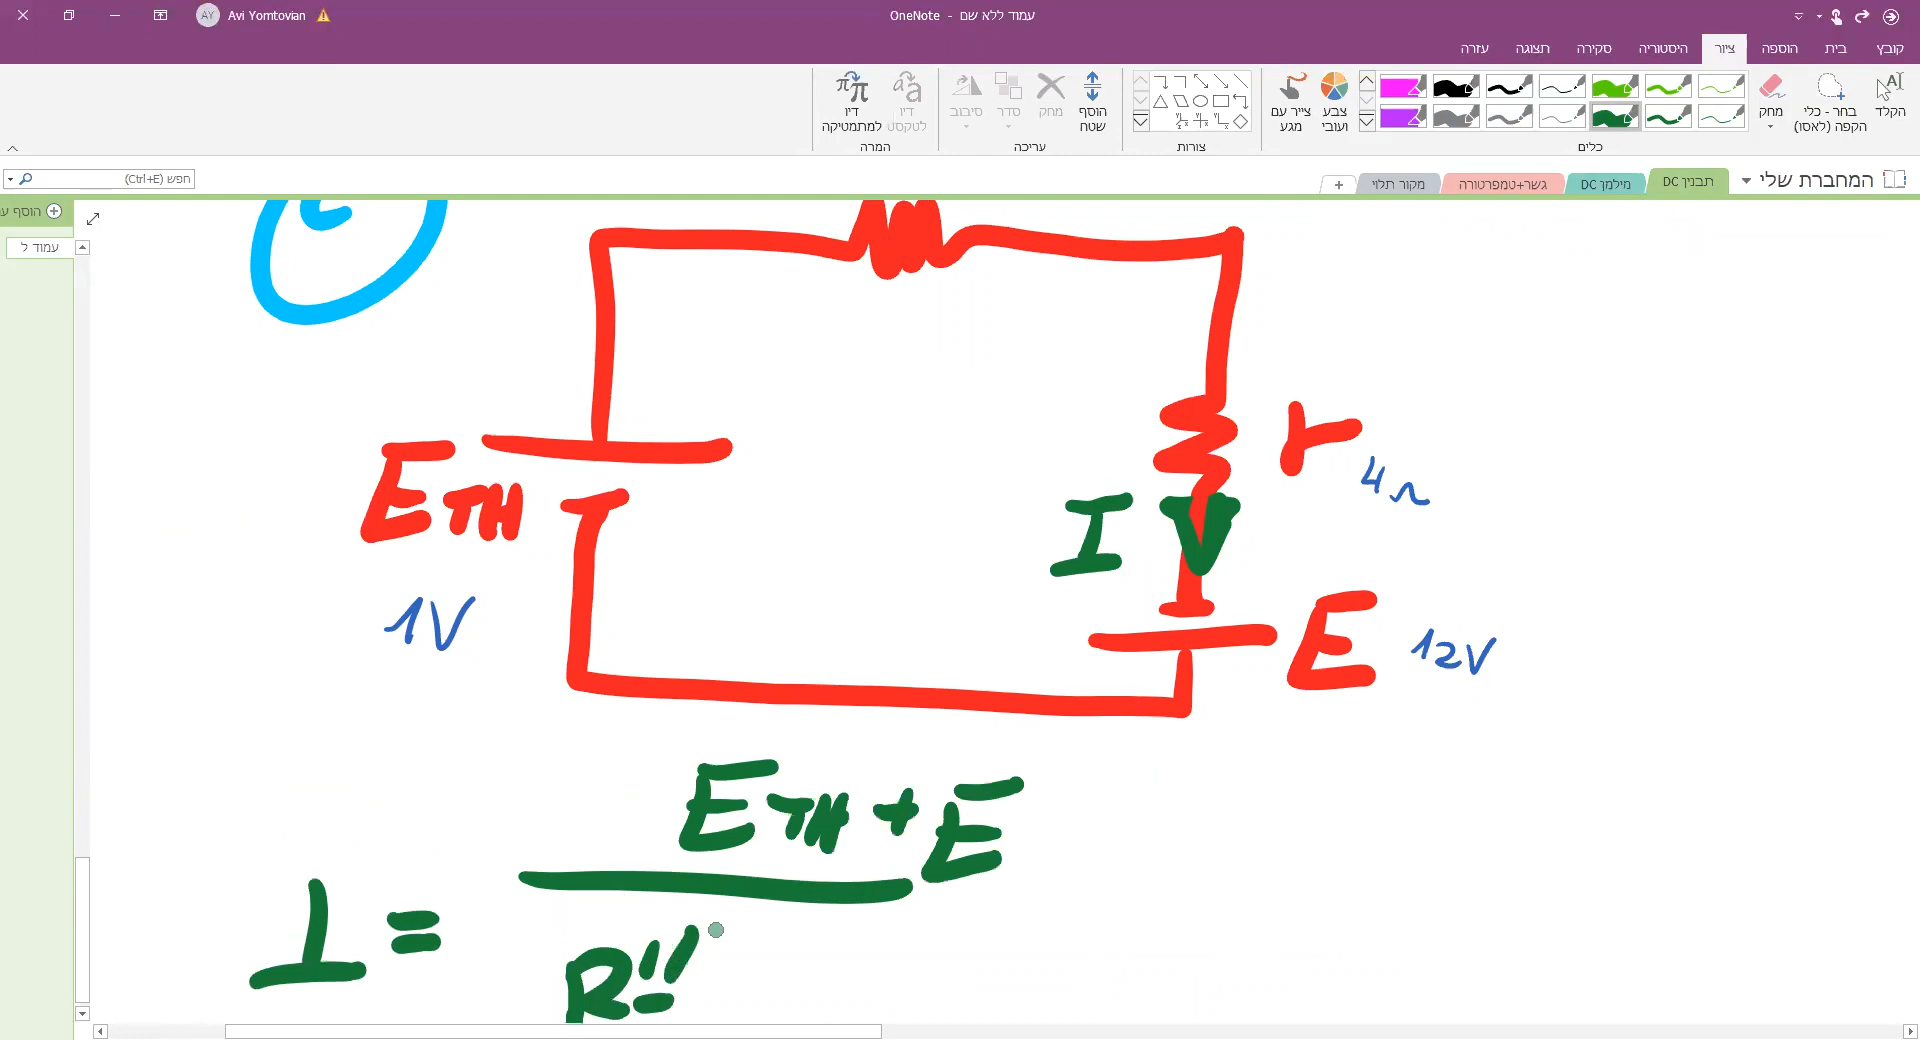 Avi Yomtovian
עמוד ללא שם - OneNote
קובץ
בית
הוספה
ציור
היסטוריה
סקירה
תצוגה
עזרה
הקלד
בחר - כלי הקפה (לאסו)
מחק
כלים
צבע ועובי
צייר עם מגע
צורות
הוסף שטח
מחק
סדר
סיבוב
עריכה
דיו לטקסט
דיו למתמטיקה
המרה
המחברת שלי
תבנין DC
מילמן DC
גשר+טמפרטורה
מקור תלוי
חפש (Ctrl+E)
הוסף ע
עמוד ל
r
4Ω
ETH
I
1V
E
12V
ETH + E
I =
R